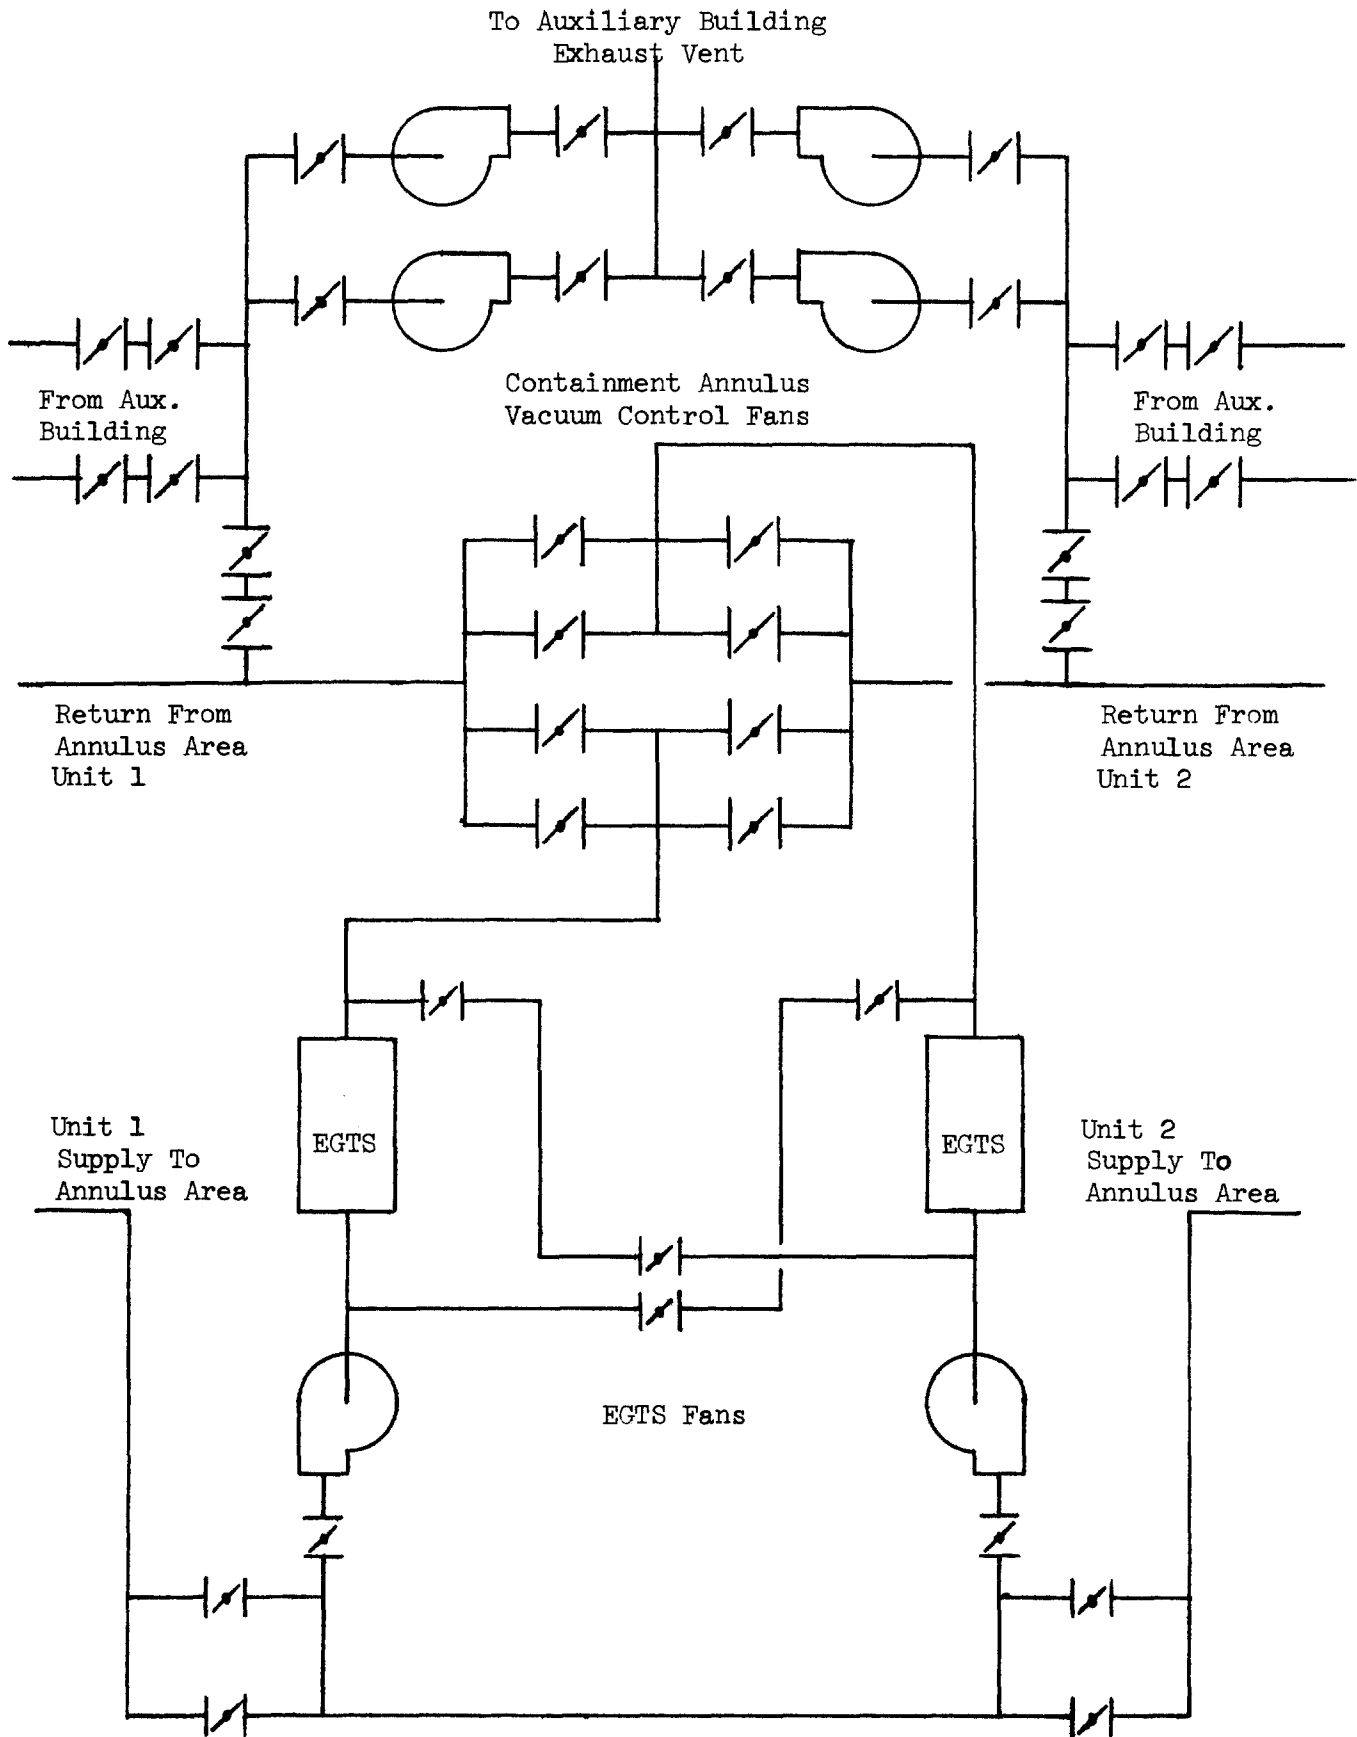 To Auxiliary Building
Exhaust Vent
Containment Annulus
Vacuum Control Fans
From Aux.
Building
From Aux.
Building
Return From
Annulus Area
Unit 1
Return From
Annulus Area
Unit 2
Unit 1
Supply To
Annulus Area
EGTS
EGTS
Unit 2
Supply To
Annulus Area
EGTS Fans